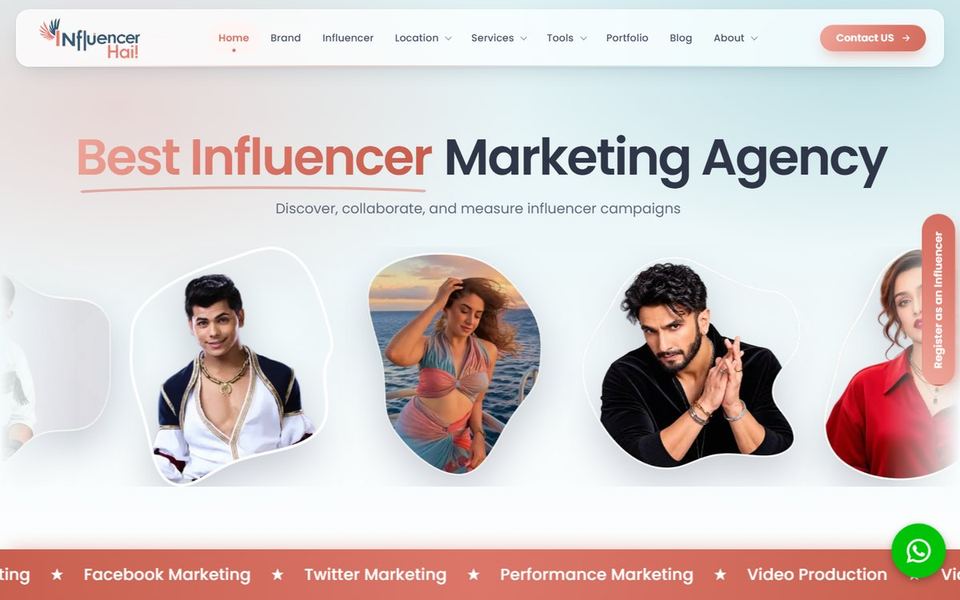 iNfluencer
Hai!
Home
Brand
Influencer
Location
Services
Tools
Portfolio
Blog
About
Contact US
Best Influencer Marketing Agency
Discover, collaborate, and measure influencer campaigns
Register as an Influencer
ting ★ Facebook Marketing ★ Twitter Marketing ★ Performance Marketing ★ Video Production